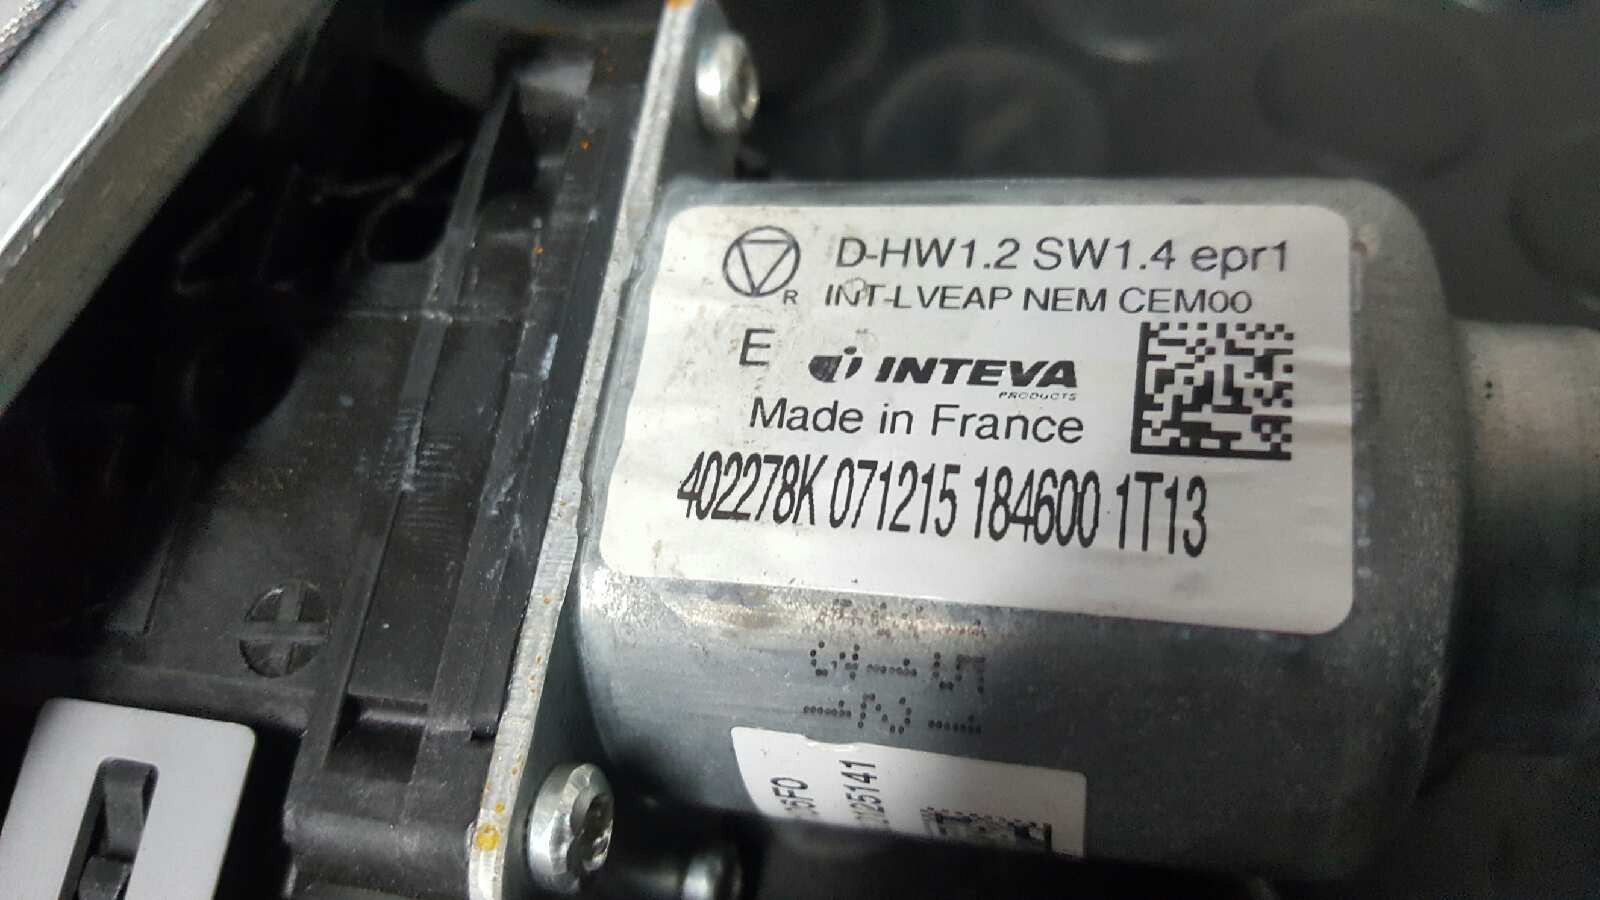 D-HW1.2 SW1.4 epr1
R
INT-LVEAP NEM CEM00
E INTEVA
PRODUCTS
Made in France
402278K 071215 184600 1T13